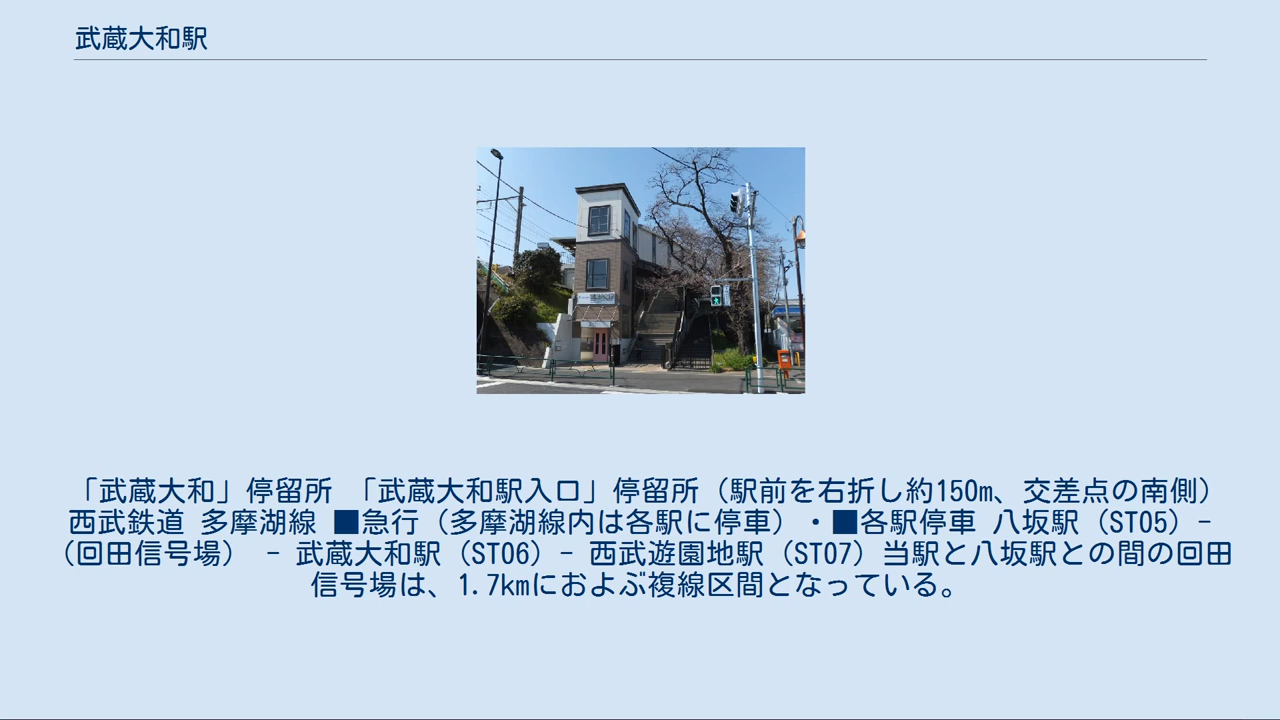 武蔵大和駅
「武蔵大和」停留所 「武蔵大和駅入口」停留所（駅前を右折し約150m、交差点の南側）
西武鉄道 多摩湖線 ■急行（多摩湖線内は各駅に停車）・■各駅停車 八坂駅（ST05）-
（回田信号場） - 武蔵大和駅（ST06）- 西武遊園地駅（ST07）当駅と八坂駅との間の回田
信号場は、1.7kmにおよぶ複線区間となっている。